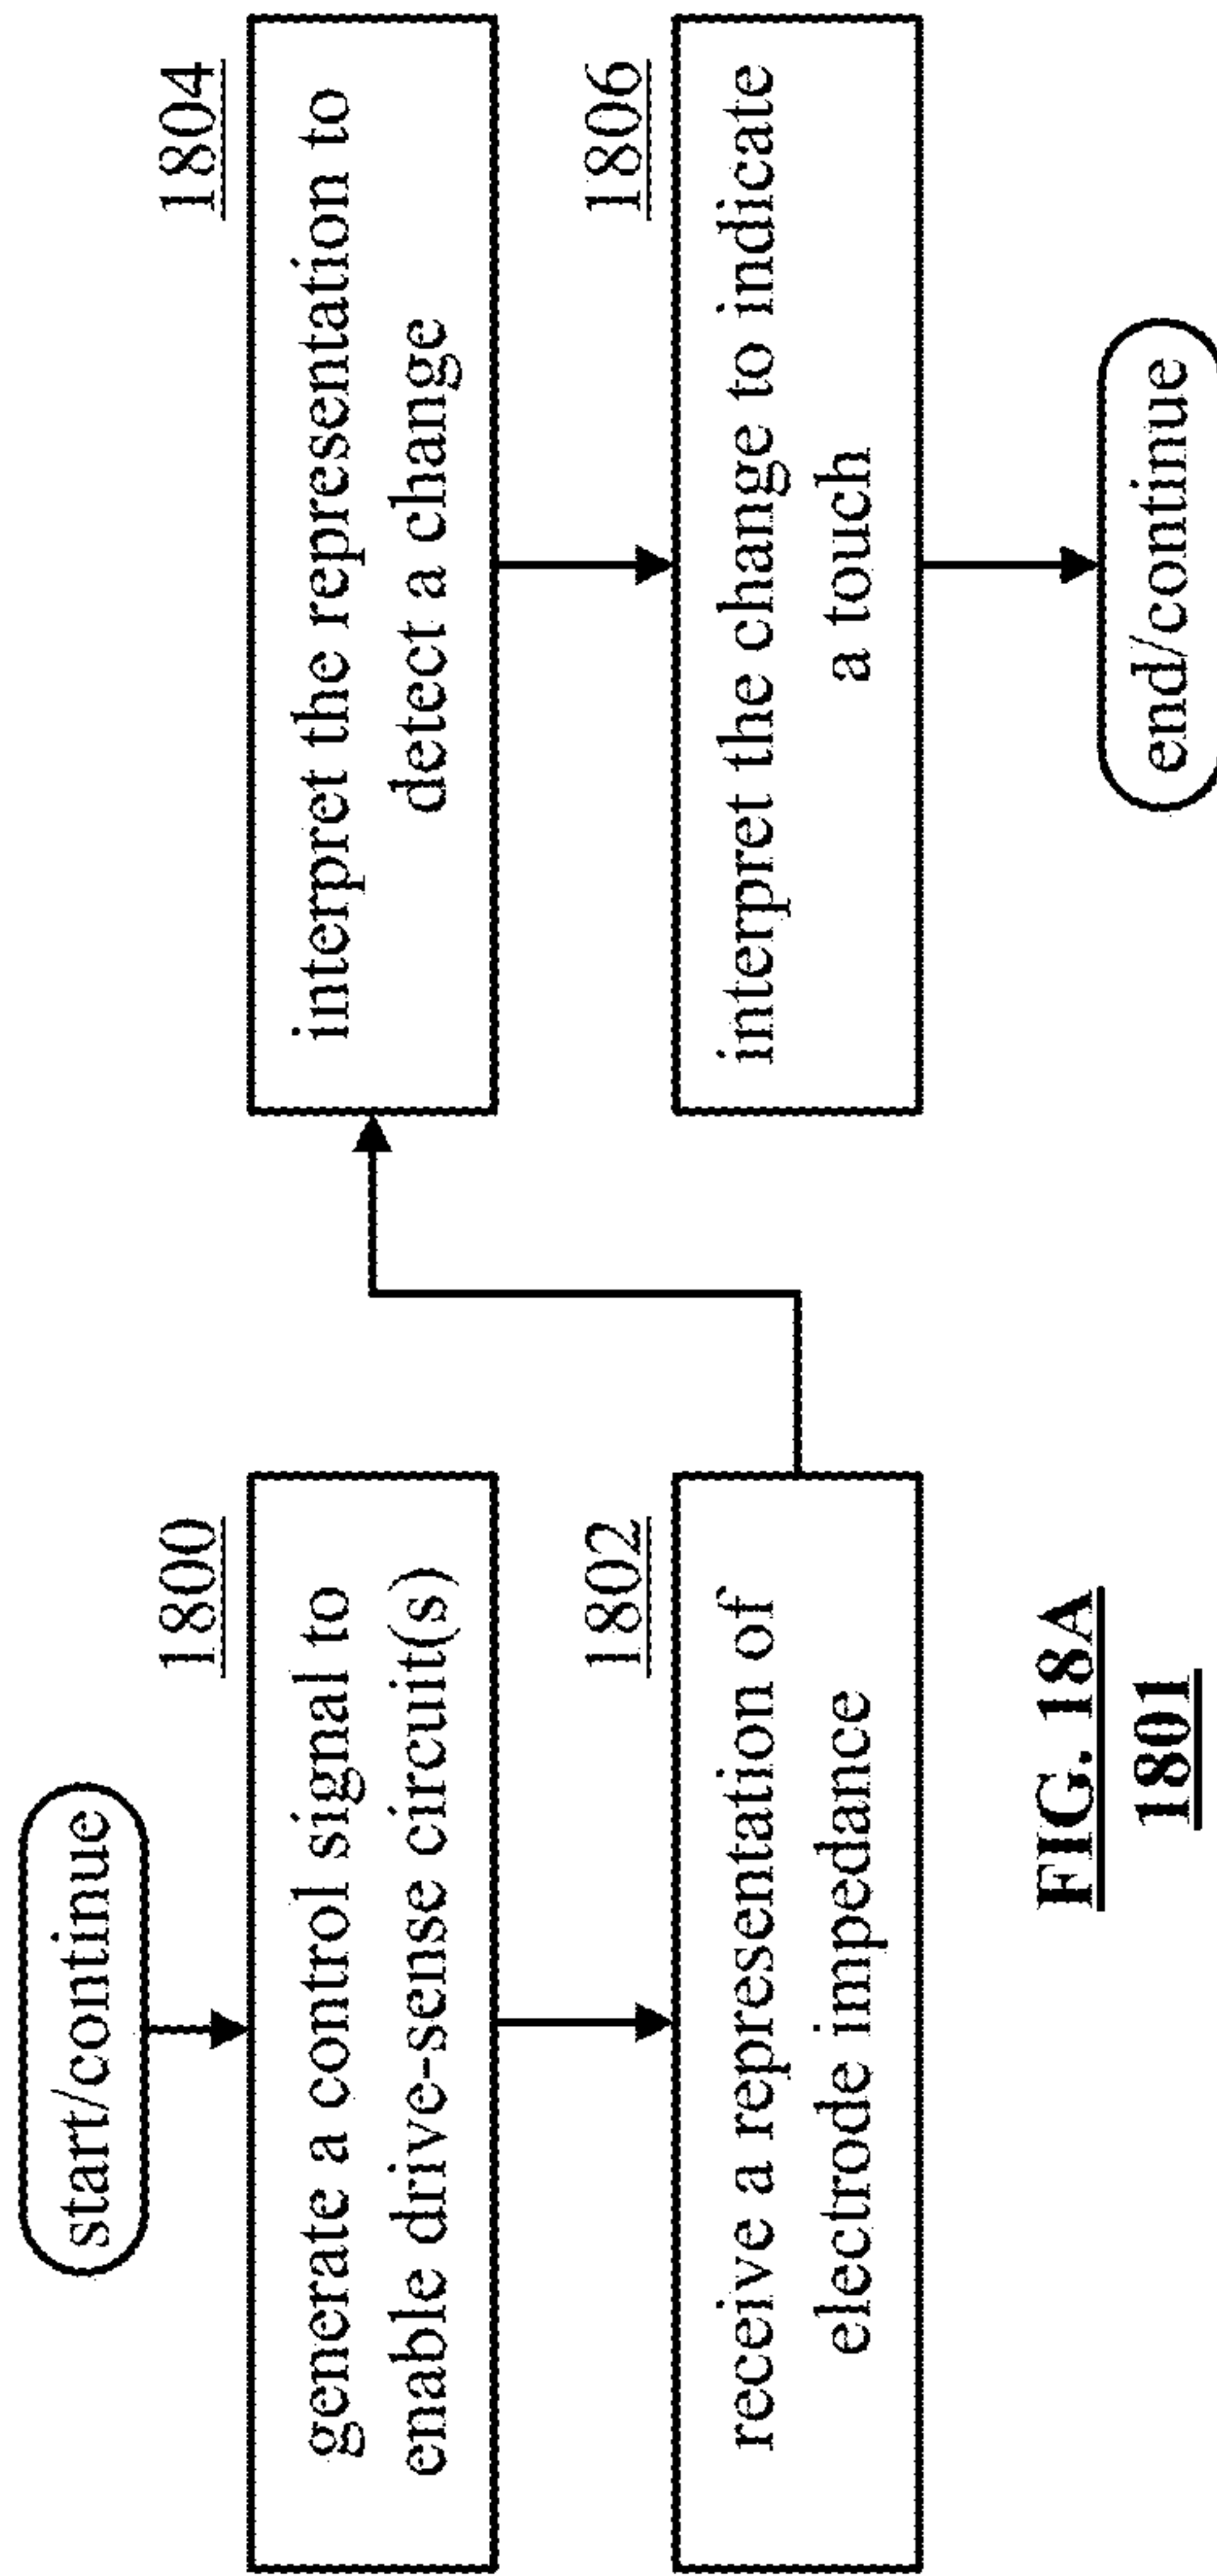 start/continue
1800
generate a control signal to
enable drive-sense circuit(s)
1802
receive a representation of
electrode impedance
1804
interpret the representation to
detect a change
1806
interpret the change to indicate
a touch
end/continue
FIG. 18A
1801